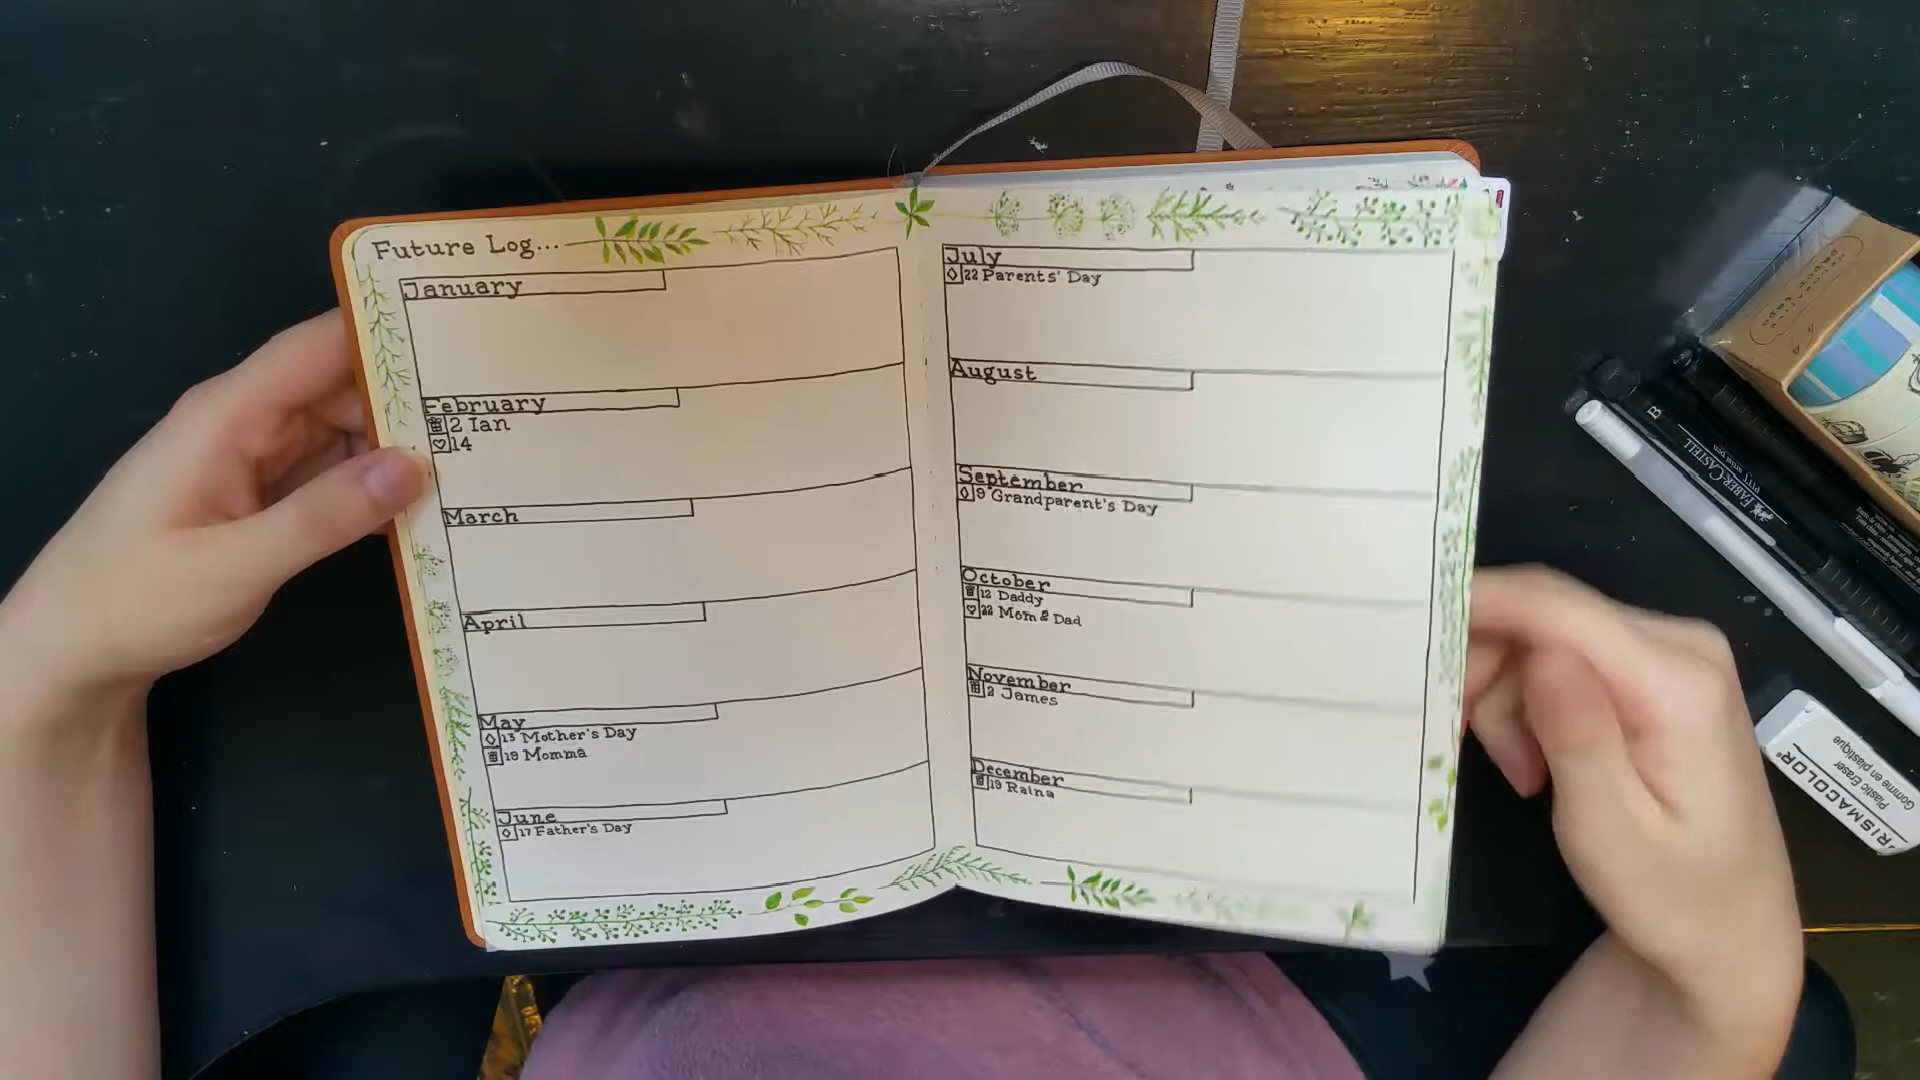 Future Log...
January
February
2 Ian
14
March
April
May
13 Mother's Day
19 Momma
June
17 Father's Day
July
22 Parents' Day
August
September
9 Grandparent's Day
October
12 Daddy
22 Mom & Dad
November
2 James
December
19 Raina
B
FABER-CASTELL
PITT artist pen
RISMACOLOR
Plastic Eraser
Gomme en plastique